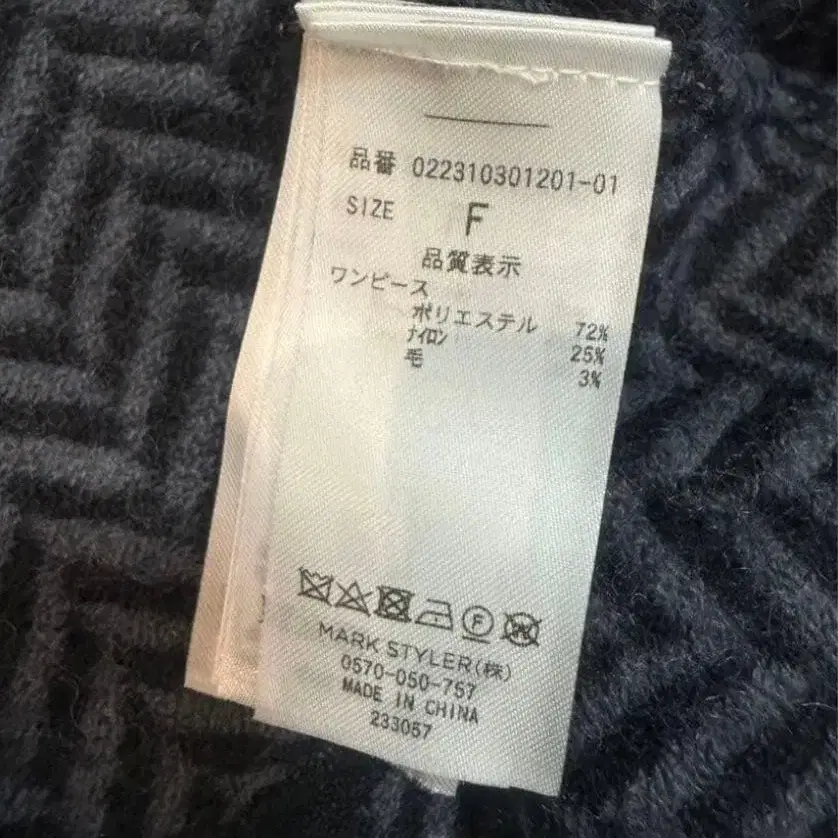 品番 022310301201-01
SIZE F
品質表示
ワンピース
ポリエステル 72%
ナイロン 25%
毛 3%
F W
MARK STYLER(株)
0570-050-757
MADE IN CHINA
233057